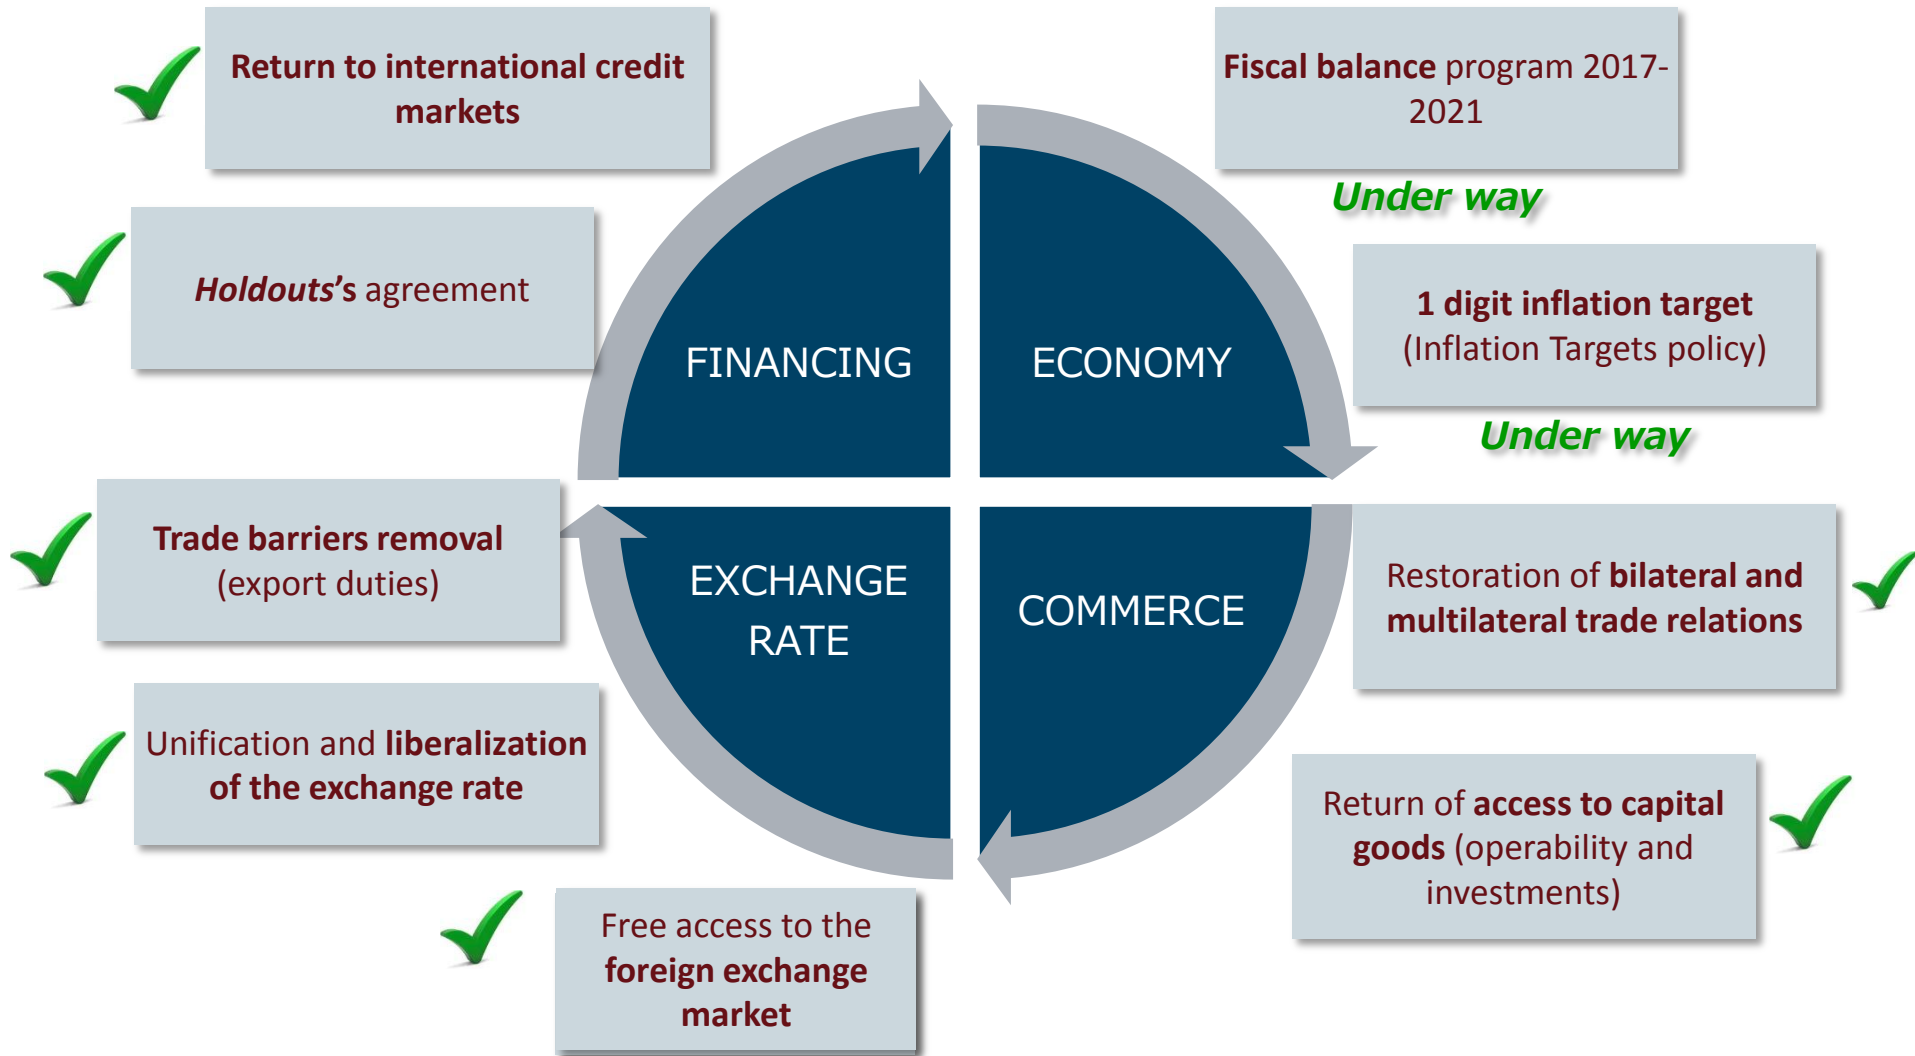 Return to international credit
markets
Fiscal balance program 2017-
2021
Under way
Holdouts's agreement
1 digit inflation target
(Inflation Targets policy)
Under way
FINANCING
ECONOMY
Trade barriers removal
(export duties)
EXCHANGE
RATE
COMMERCE
Restoration of bilateral and
multilateral trade relations
Unification and liberalization
of the exchange rate
Return of access to capital
goods (operability and
investments)
Free access to the
foreign exchange
market